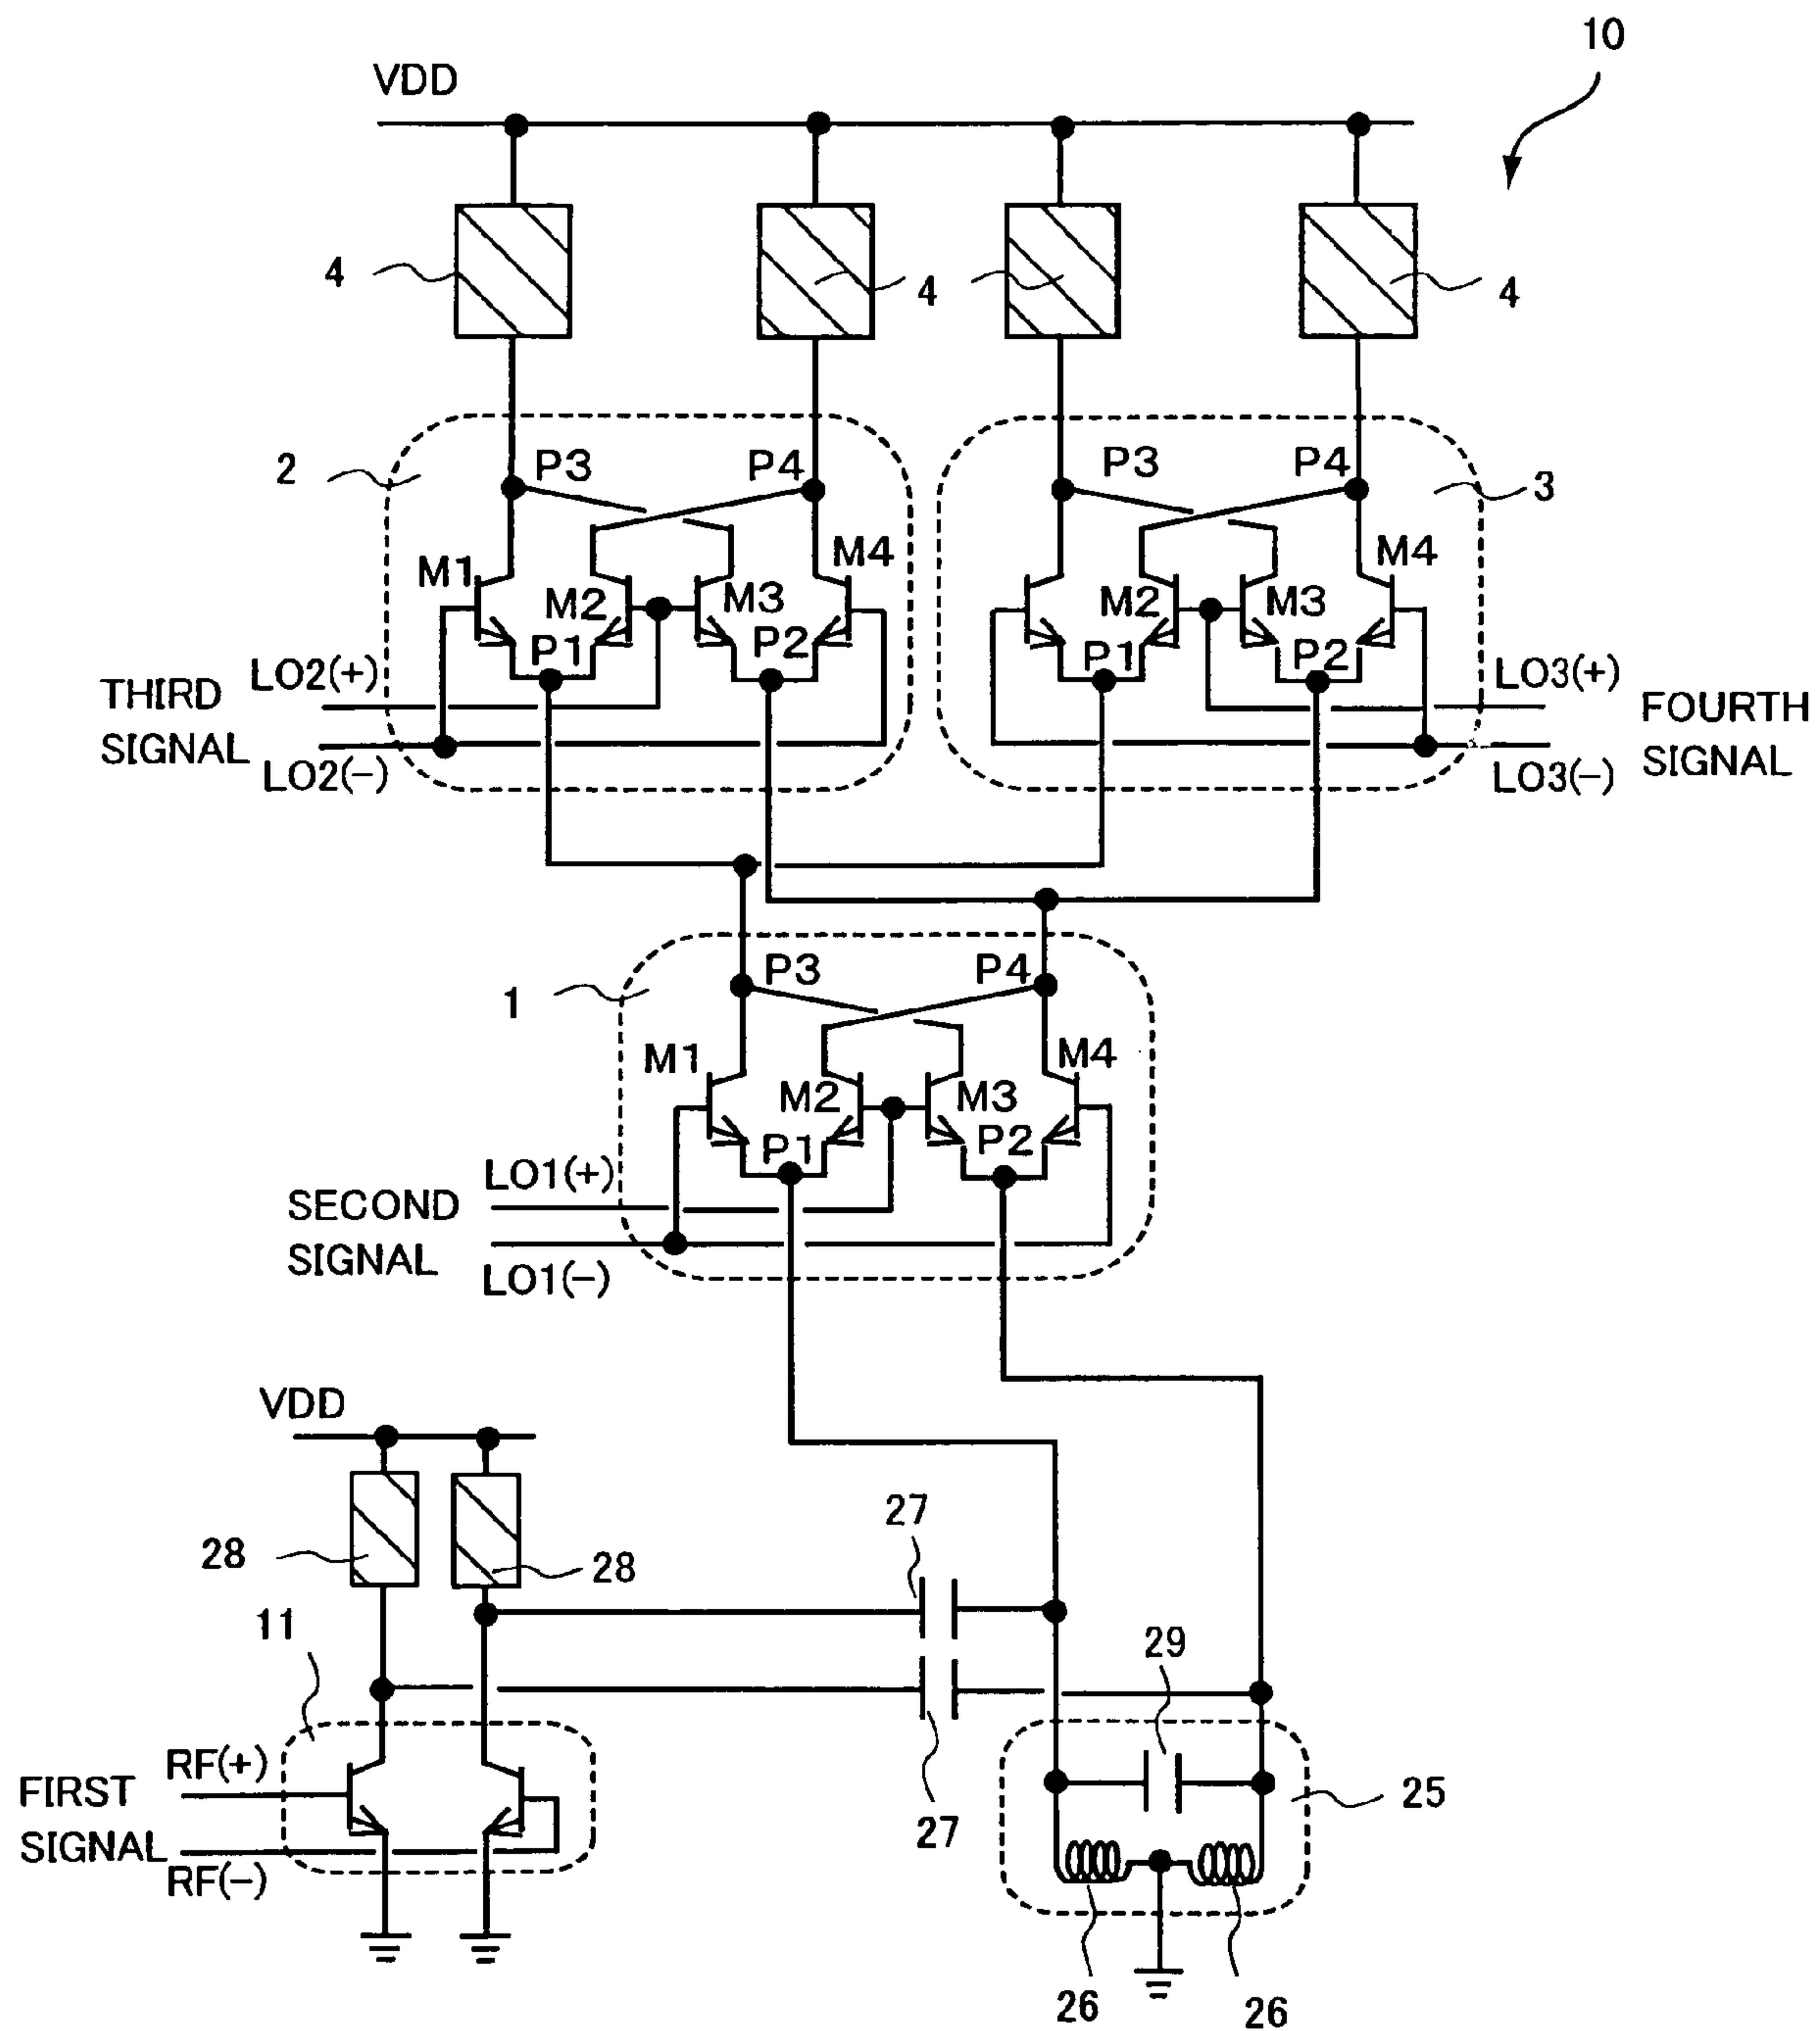 10
VDD
4
4
4
2
P3
P4
P3
P4
3
M1
M4
M4
M2
M3
M2
M3
P1
P2
P1
P2
THIRD
SIGNAL
LO2(+)
LO2(-)
LO3(+)
LO3(-)
FOURTH
SIGNAL
P3
P4
1
M1
M4
M2
M3
P1
P2
SECOND
SIGNAL
LO1(+)
LO1(-)
VDD
28
28
27
11
29
27
25
FIRST
SIGNAL
RF(+)
RF(-)
26
26